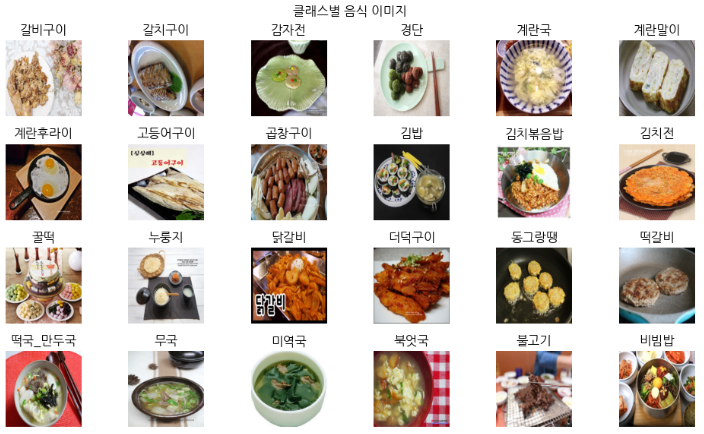 클래스별 음식 이미지
갈비구이 갈치구이 감자전 경단 계란국 계란말이
계란후라이 고등어구이 곱창구이 김밥 김치볶음밥 김치전
고등어구이
꿀떡 누룽지 닭갈비 더덕구이 동그랑땡 떡갈비
닭갈비
떡국_만두국 무국 미역국 북엇국 불고기 비빔밥